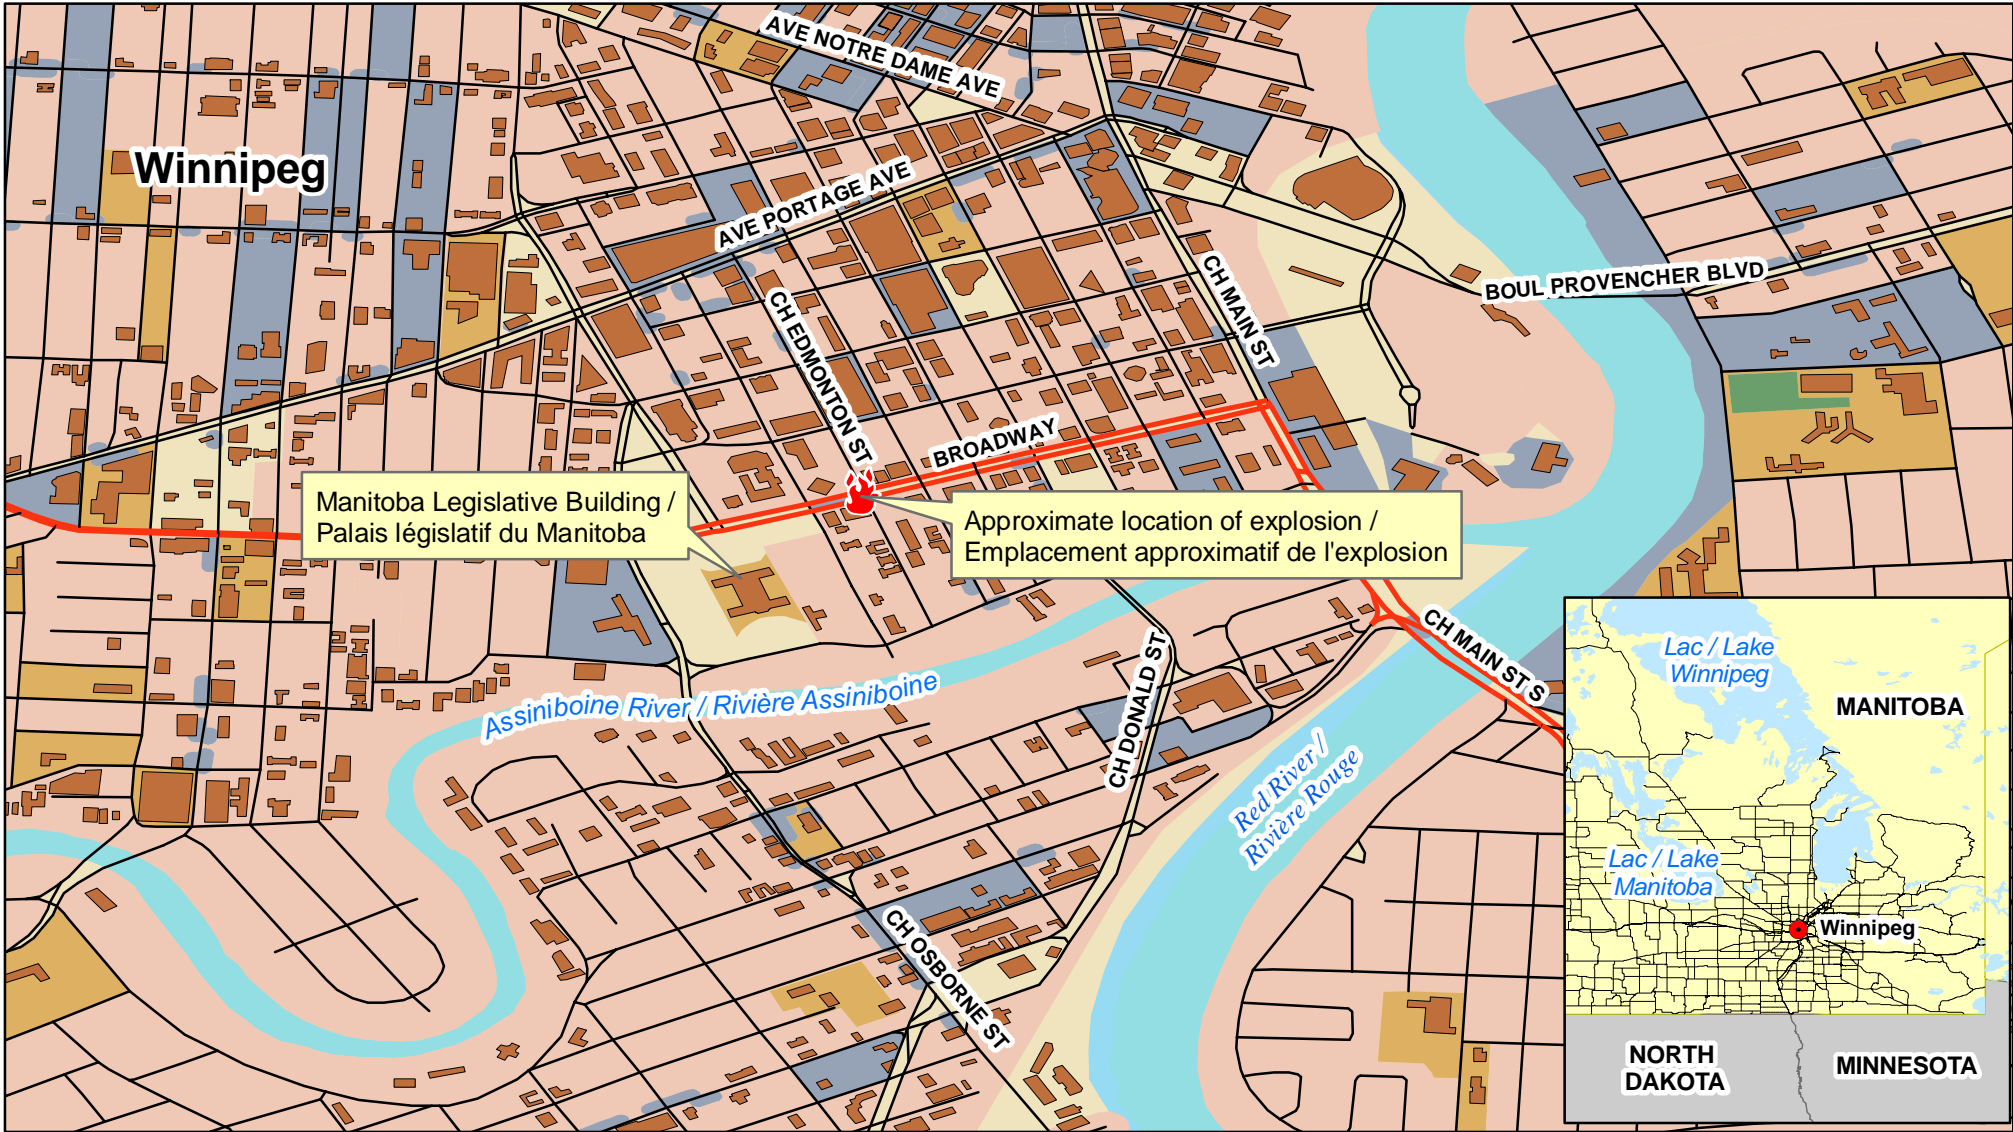 AVE NOTRE DAME AVE
Winnipeg
AVE PORTAGE AVE
CH EDMONTON ST
CH MAIN ST
BOUL PROVENCHER BLVD
BROADWAY
Manitoba Legislative Building /
Palais législatif du Manitoba
Approximate location of explosion /
Emplacement approximatif de l'explosion
CH MAIN ST S
CH DONALD ST
Assiniboine River / Rivière Assiniboine
Red River /
Rivière Rouge
CH OSBORNE ST
Lac / Lake
Winnipeg
MANITOBA
Lac / Lake
Manitoba
Winnipeg
NORTH
DAKOTA
MINNESOTA